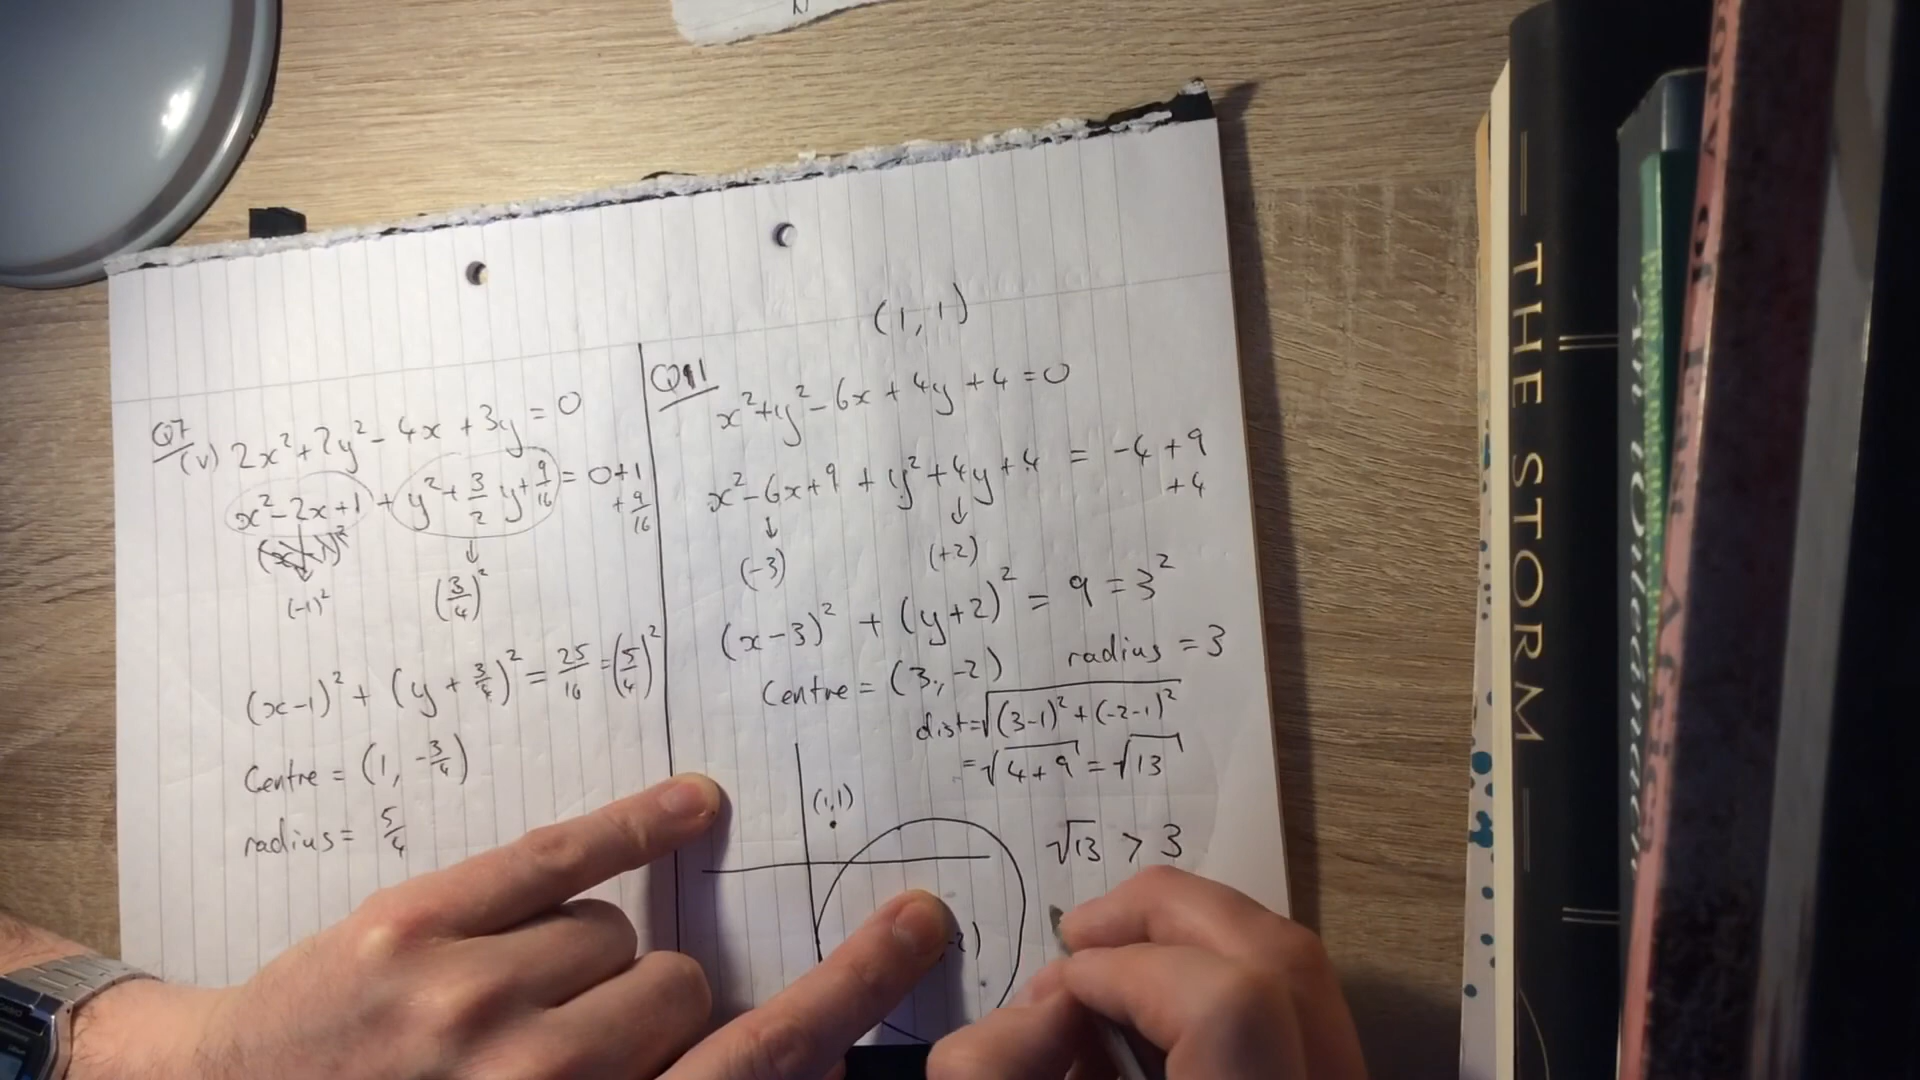 (1, 1)
Q7
(v) 2x² + 2y² - 4x + 3y = 0
x² - 2x + 1 + y² + 3/2 y + 9/16 = 0 + 1
+ 9/16
(-1)²
(3/4)²
(x-1)² + (y + 3/4)² = 25/16 = (5/4)²
Centre = (1, -3/4)
radius = 5/4
Q11
x² + y² - 6x + 4y + 4 = 0
x² - 6x + 9 + y² + 4y + 4 = -4 + 9
+ 4
↓ ↓
(-3) (+2)
(x-3)² + (y+2)² = 9 = 3²
Centre = (3, -2) radius = 3
dist = √(3-1)² + (-2-1)²
= √4+9 = √13
(1,1)
√13 > 3
-2)
THE STORM